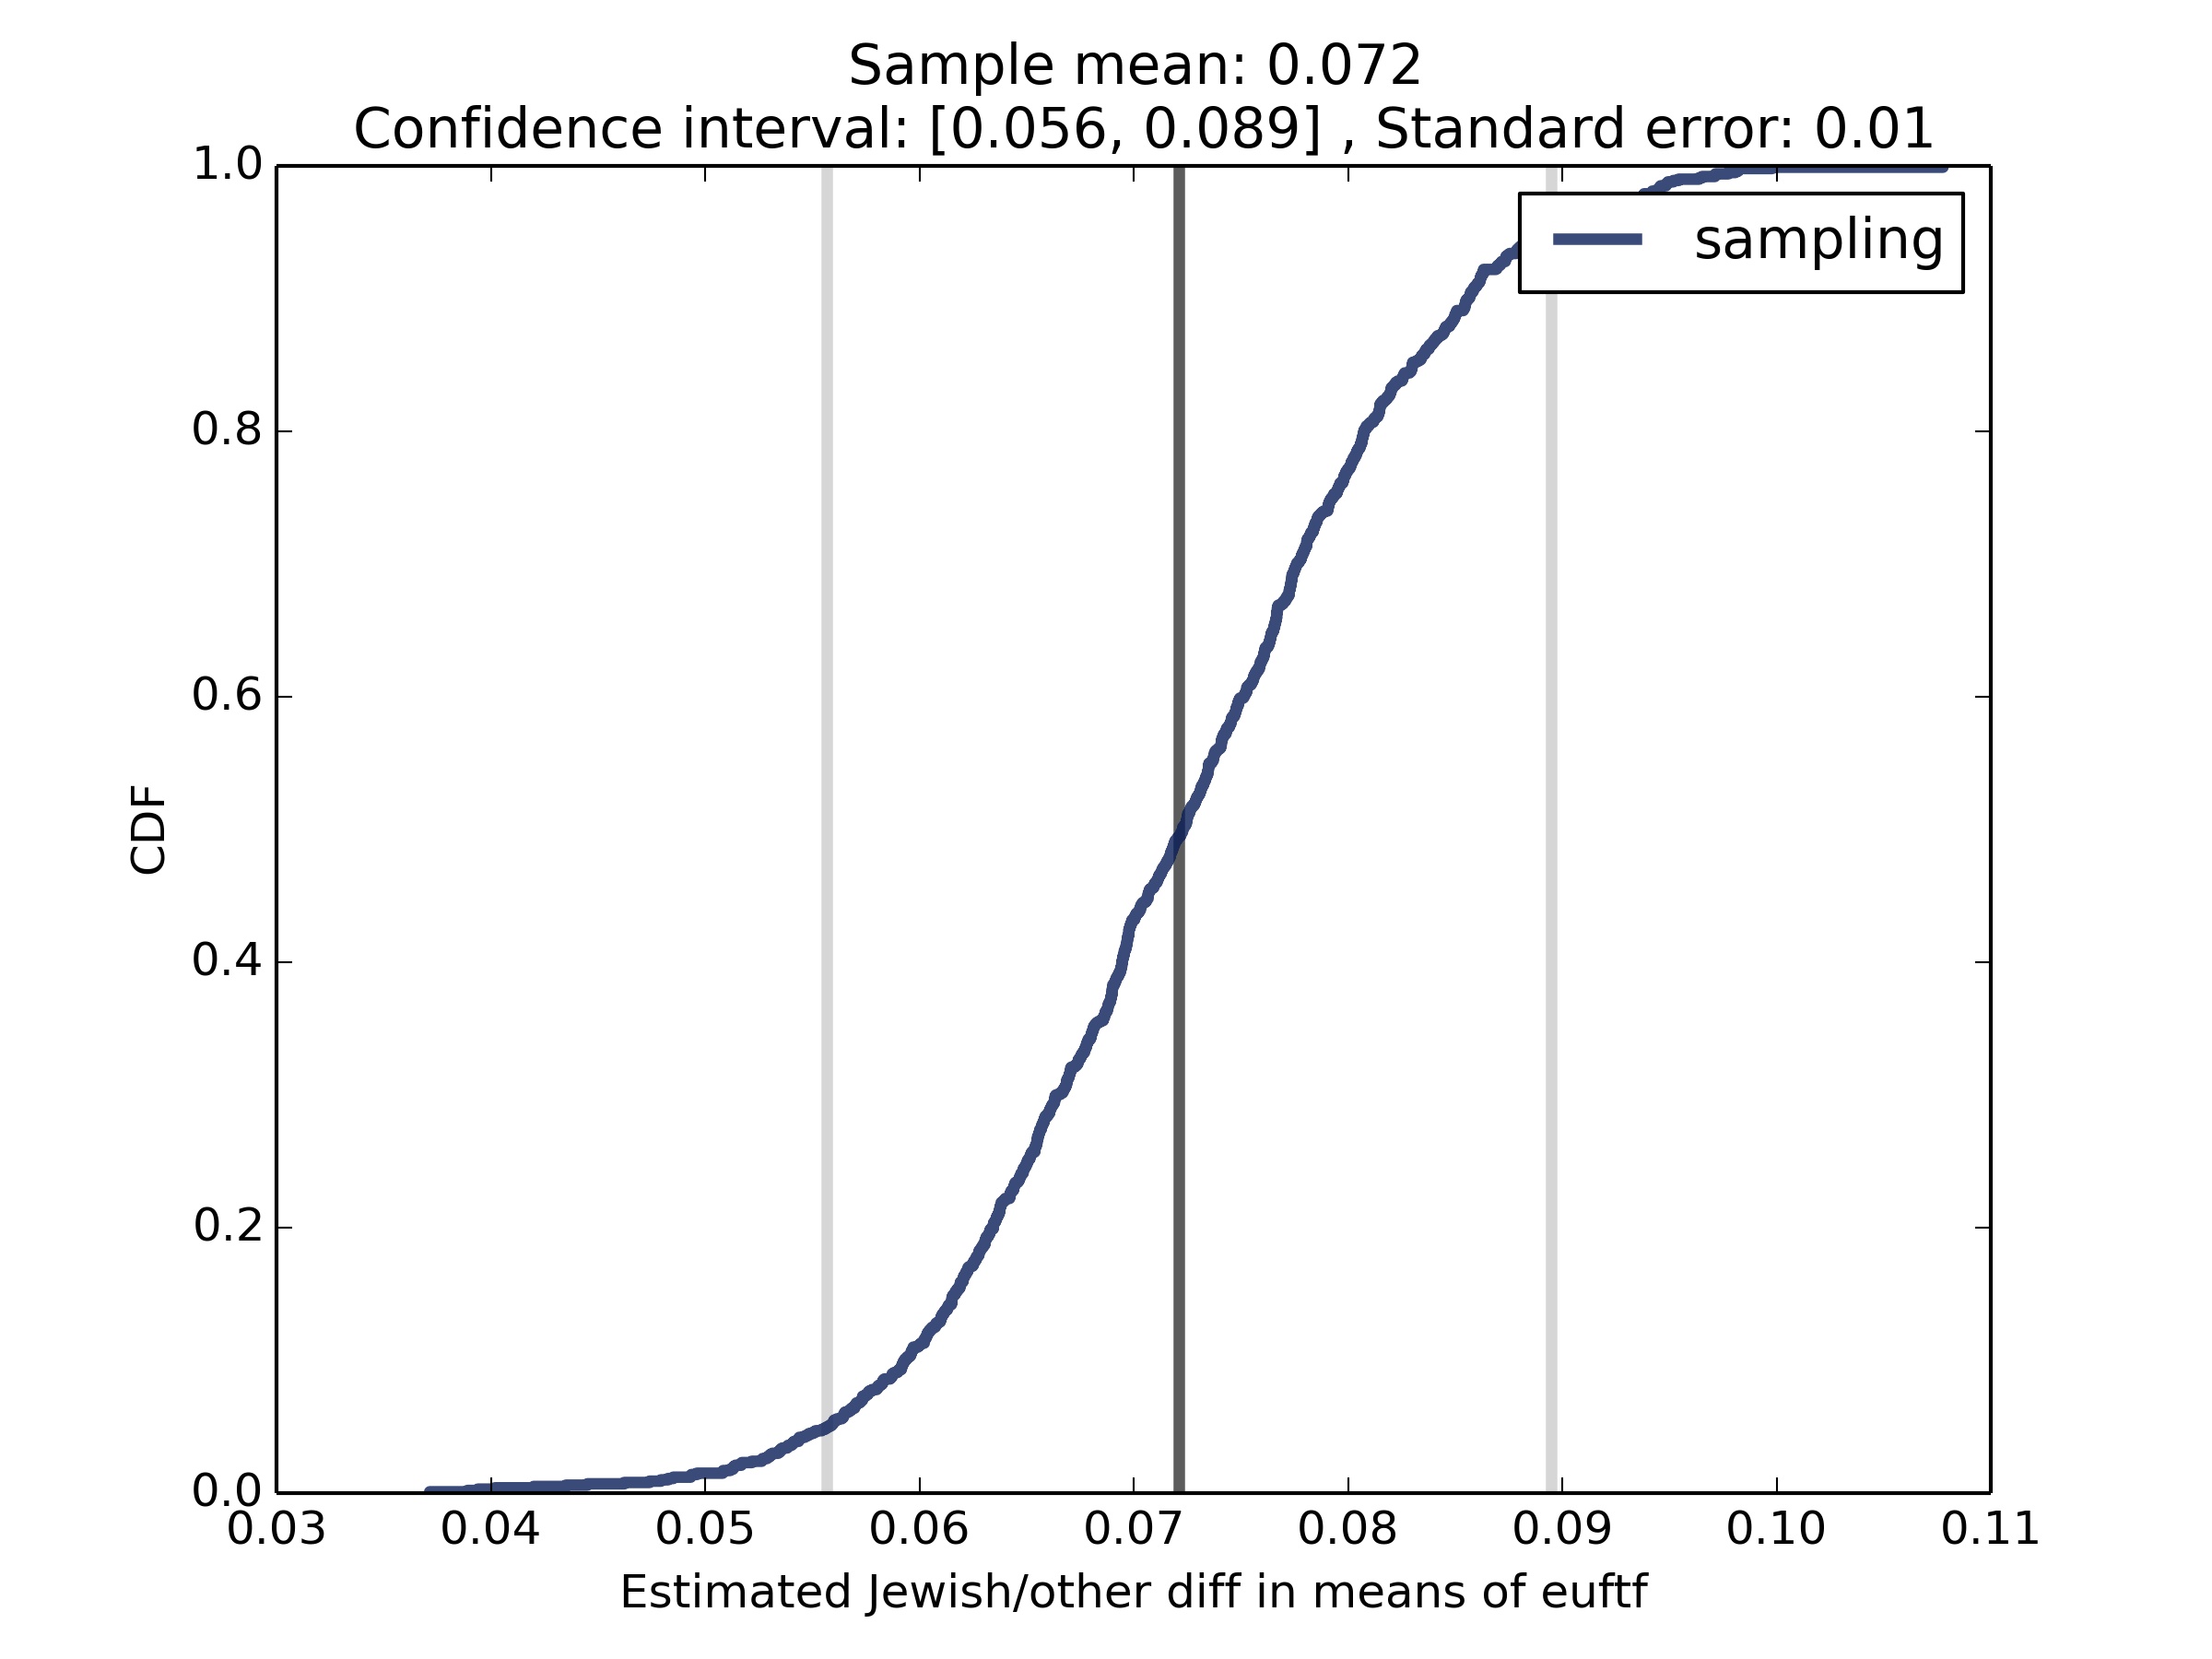 Sample mean: 0.072
Confidence interval: [0.056, 0.089] , Standard error: 0.01
1.0
0.8
0.6
0.4
0.2
0.0
CDF
sampling
0.03 0.04 0.05 0.06 0.07 0.08 0.09 0.10 0.11
Estimated Jewish/other diff in means of euftf